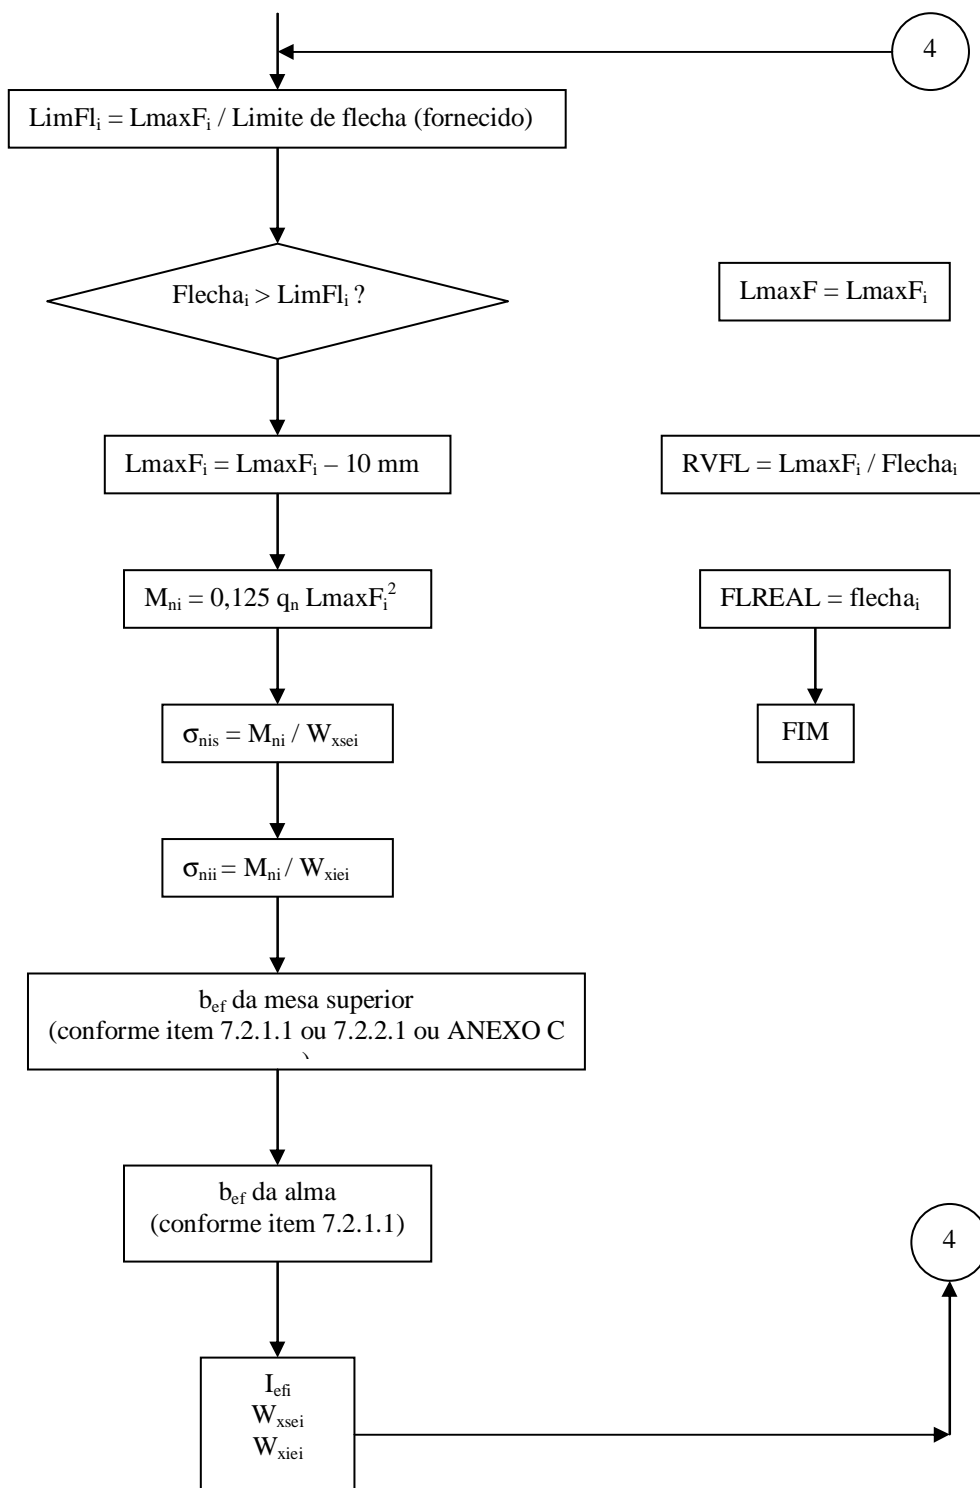 4
LimFlᵢ = LmaxFᵢ / Limite de flecha (fornecido)
Flechaᵢ > LimFlᵢ ?
LmaxF = LmaxFᵢ
LmaxFᵢ = LmaxFᵢ – 10 mm
RVFL = LmaxFᵢ / Flechaᵢ
Mₙᵢ = 0,125 qₙ LmaxFᵢ²
FLREAL = flechaᵢ
σₙᵢₛ = Mₙᵢ / Wₓₛₑᵢ
FIM
σₙᵢᵢ = Mₙᵢ / Wₓᵢₑᵢ
b_ef da mesa superior
(conforme item 7.2.1.1 ou 7.2.2.1 ou ANEXO C
)
b_ef da alma
(conforme item 7.2.1.1)
4
I_efi
Wₓₛₑᵢ
Wₓᵢₑᵢ